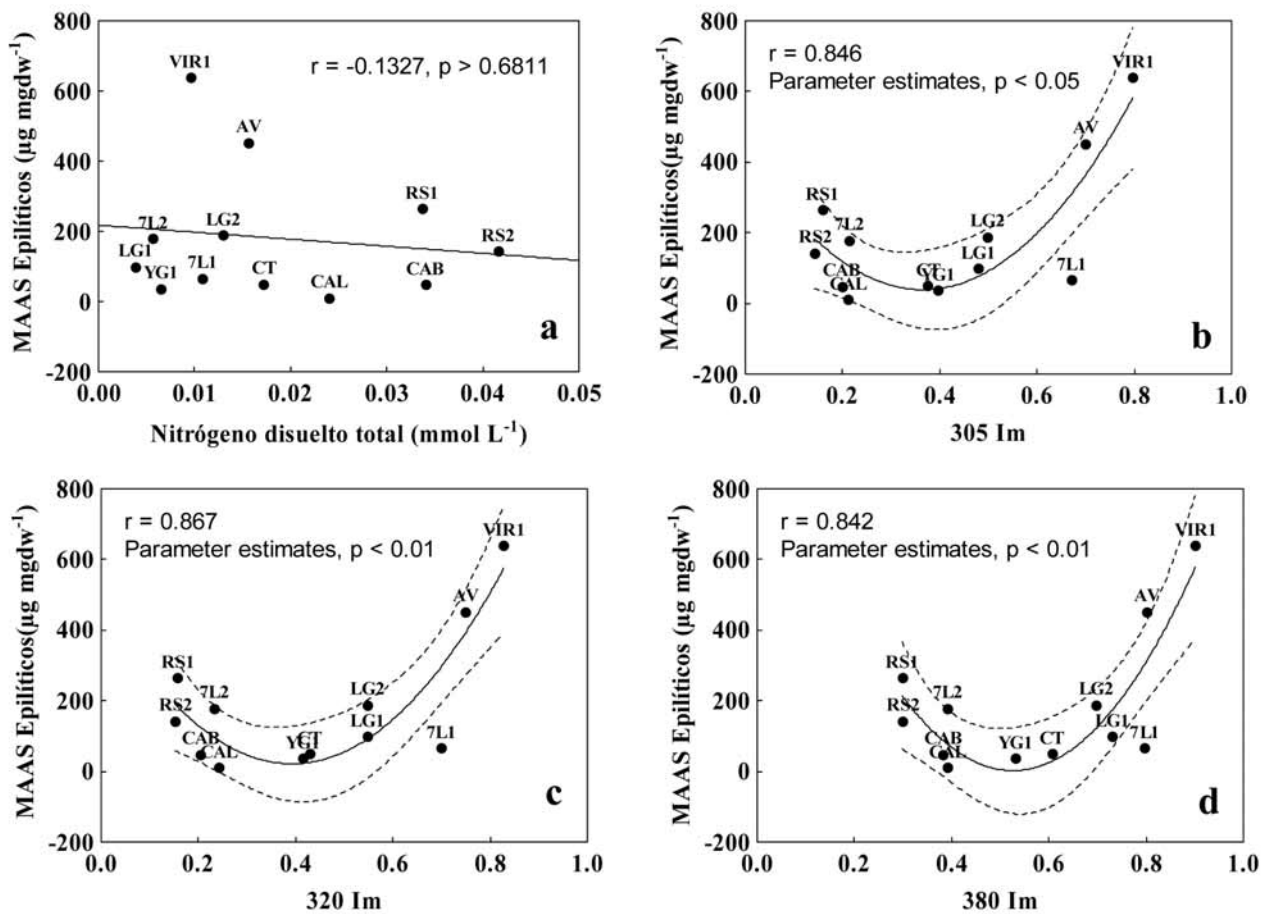 800
600
400
200
0
-200
MAAS Epilíticos (µg mgdw-1)
r = -0.1327, p > 0.6811
VIR1
AV
RS1
7L2
LG2
RS2
LG1
YG1
7L1
CT
CAL
CAB
a
0.00
0.01
0.02
0.03
0.04
0.05
Nitrógeno disuelto total (mmol L-1)
800
600
400
200
0
-200
MAAS Epilíticos(µg mgdw-1)
r = 0.846
Parameter estimates, p < 0.05
VIR1
AV
RS1
7L2
LG2
RS2
LG1
CAB
CT
YG1
7L1
CAL
b
0.0
0.2
0.4
0.6
0.8
1.0
305 Im
800
600
400
200
0
-200
MAAS Epilíticos(µg mgdw-1)
r = 0.867
Parameter estimates, p < 0.01
VIR1
AV
RS1
7L2
LG2
RS2
LG1
CAB
CAL
YG1
CT
7L1
c
0.0
0.2
0.4
0.6
0.8
1.0
320 Im
800
600
400
200
0
-200
MAAS Epilíticos (µg mgdw-1)
r = 0.842
Parameter estimates, p < 0.01
VIR1
AV
RS1
7L2
LG2
RS2
LG1
CAB
CAL
YG1
CT
7L1
d
0.0
0.2
0.4
0.6
0.8
1.0
380 Im